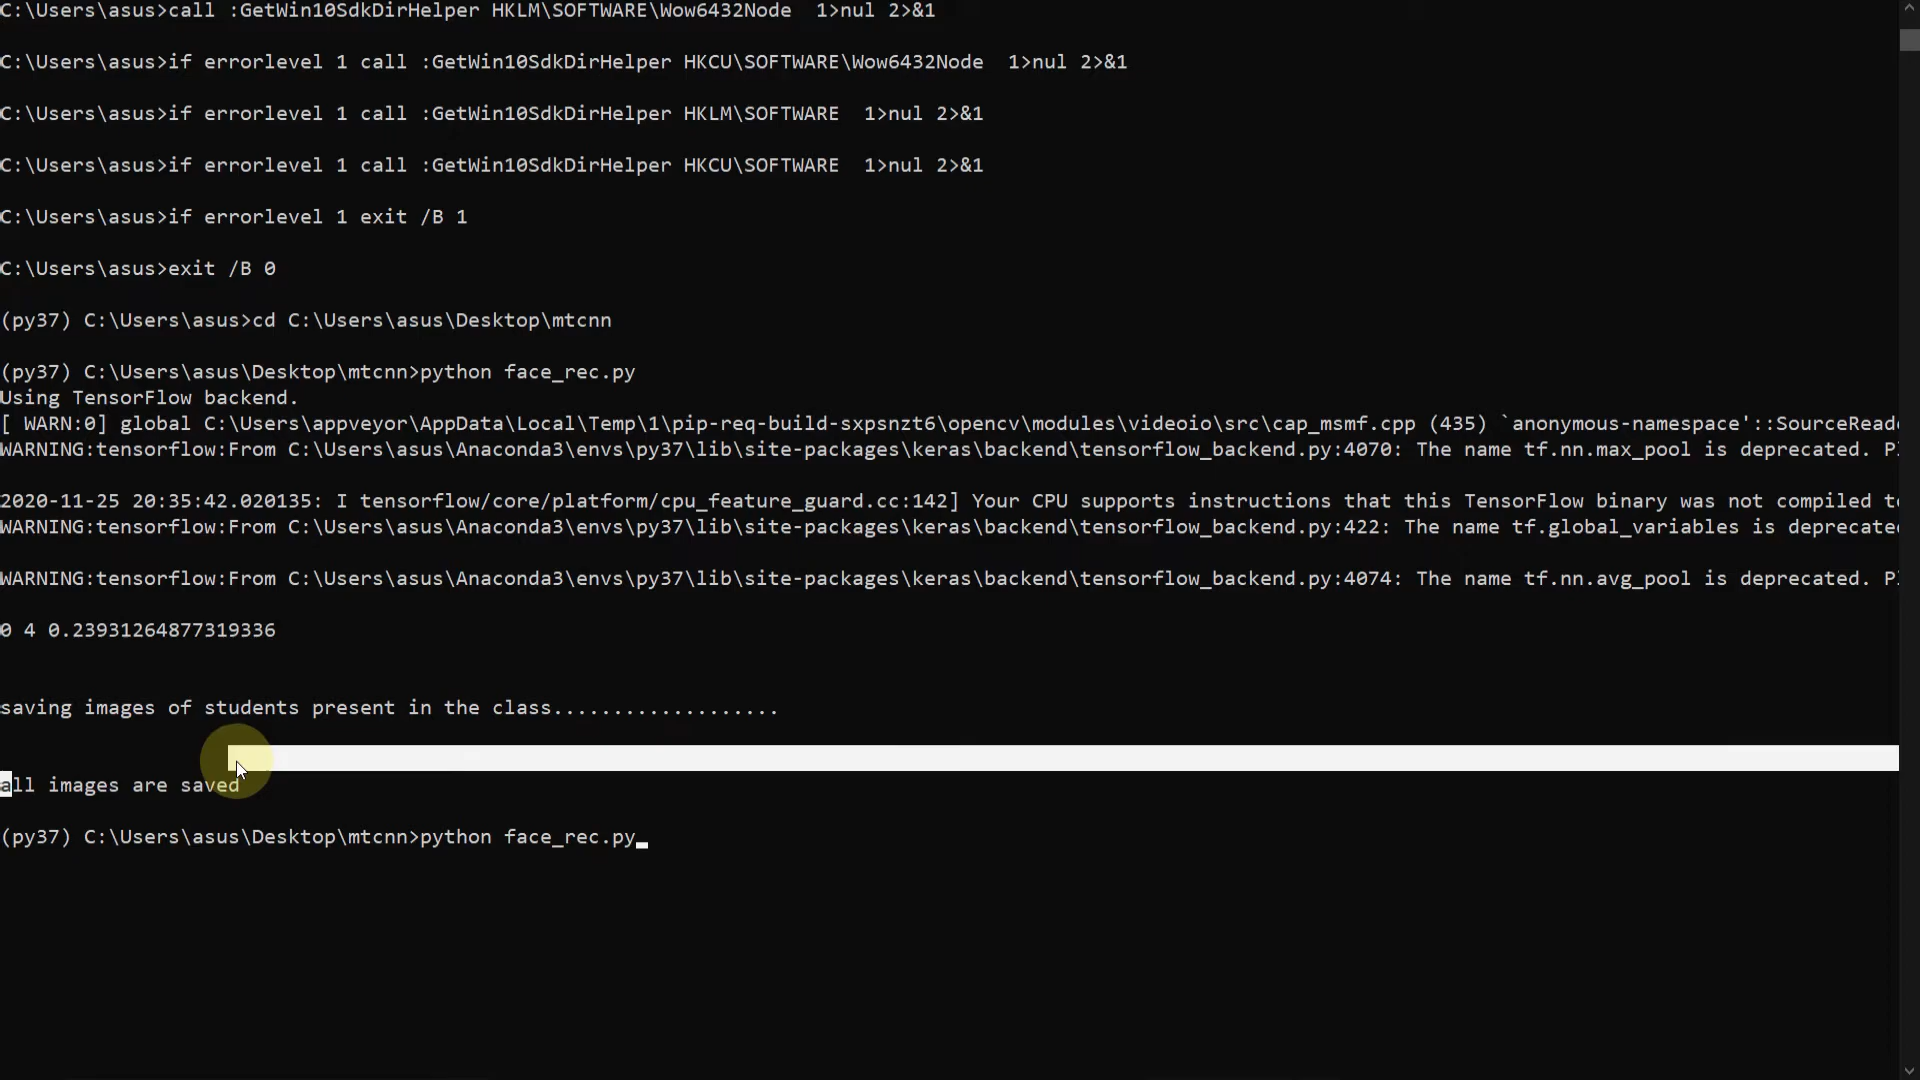 C:\Users\asus>call :GetWin10SdkDirHelper HKLM\SOFTWARE\Wow6432Node  1>nul 2>&1
C:\Users\asus>if errorlevel 1 call :GetWin10SdkDirHelper HKCU\SOFTWARE\Wow6432Node  1>nul 2>&1
C:\Users\asus>if errorlevel 1 call :GetWin10SdkDirHelper HKLM\SOFTWARE  1>nul 2>&1
C:\Users\asus>if errorlevel 1 call :GetWin10SdkDirHelper HKCU\SOFTWARE  1>nul 2>&1
C:\Users\asus>if errorlevel 1 exit /B 1
C:\Users\asus>exit /B 0
(py37) C:\Users\asus>cd C:\Users\asus\Desktop\mtcnn
(py37) C:\Users\asus\Desktop\mtcnn>python face_rec.py
Using TensorFlow backend.
[ WARN:0] global C:\Users\appveyor\AppData\Local\Temp\1\pip-req-build-sxpsnzt6\opencv\modules\videoio\src\cap_msmf.cpp (435) `anonymous-namespace'::SourceReade
WARNING:tensorflow:From C:\Users\asus\Anaconda3\envs\py37\lib\site-packages\keras\backend\tensorflow_backend.py:4070: The name tf.nn.max_pool is deprecated. Pl
2020-11-25 20:35:42.020135: I tensorflow/core/platform/cpu_feature_guard.cc:142] Your CPU supports instructions that this TensorFlow binary was not compiled to
WARNING:tensorflow:From C:\Users\asus\Anaconda3\envs\py37\lib\site-packages\keras\backend\tensorflow_backend.py:422: The name tf.global_variables is deprecated
WARNING:tensorflow:From C:\Users\asus\Anaconda3\envs\py37\lib\site-packages\keras\backend\tensorflow_backend.py:4074: The name tf.nn.avg_pool is deprecated. Pl
0 4 0.23931264877319336
saving images of students present in the class...................
all images are saved
(py37) C:\Users\asus\Desktop\mtcnn>python face_rec.py